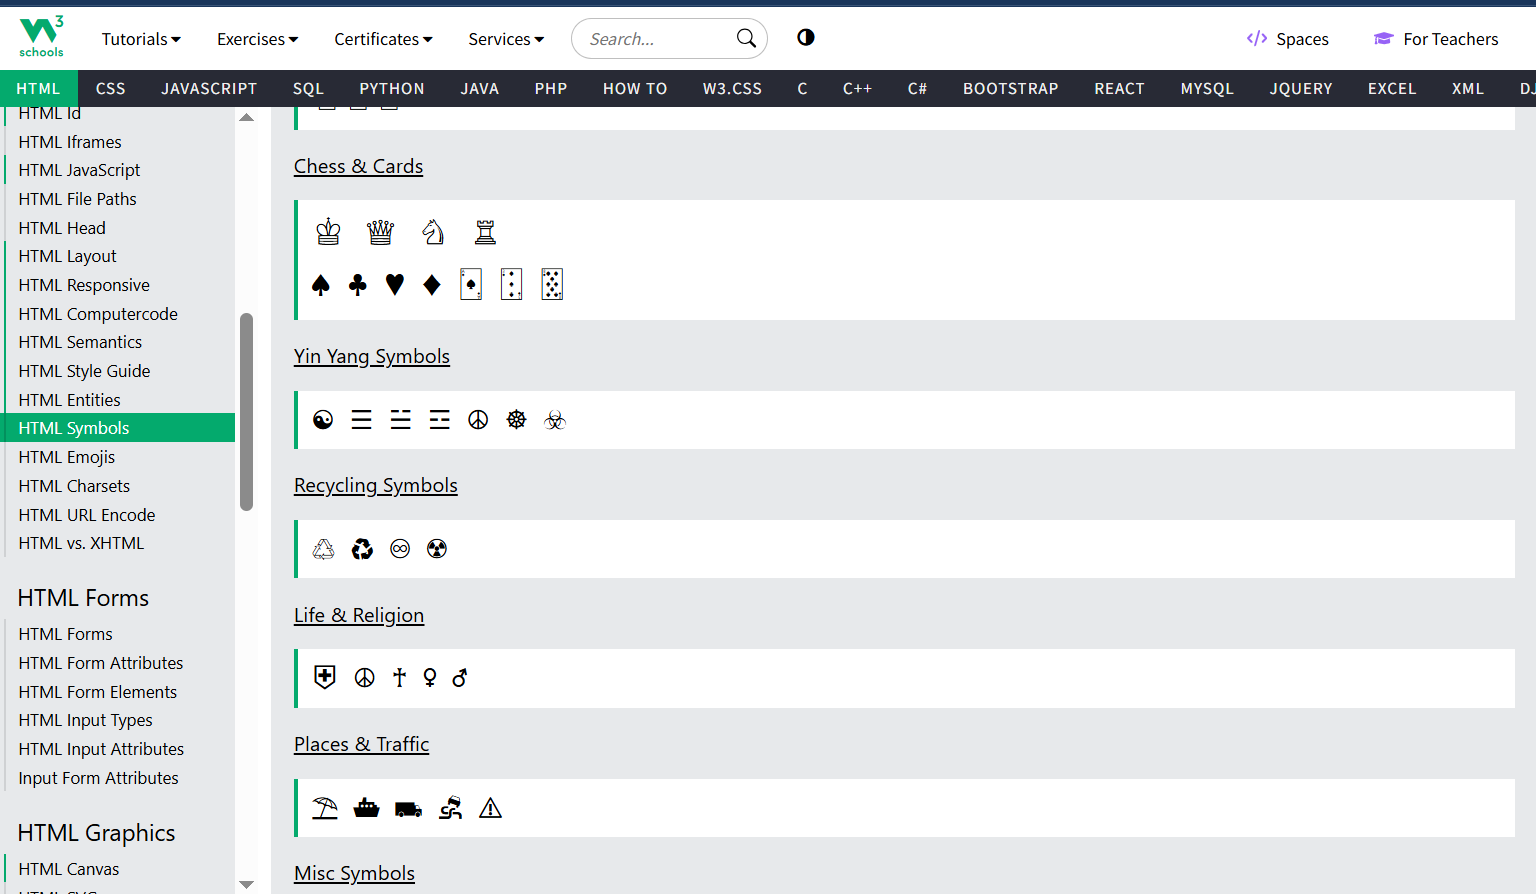 W3
schools
Tutorials Exercises Certificates Services Search... Spaces For Teachers
HTML CSS JAVASCRIPT SQL PYTHON JAVA PHP HOW TO W3.CSS C C++ C# BOOTSTRAP REACT MYSQL JQUERY EXCEL XML DJ
HTML Id
HTML Iframes
HTML JavaScript
HTML File Paths
HTML Head
HTML Layout
HTML Responsive
HTML Computercode
HTML Semantics
HTML Style Guide
HTML Entities
HTML Symbols
HTML Emojis
HTML Charsets
HTML URL Encode
HTML vs. XHTML
HTML Forms
HTML Forms
HTML Form Attributes
HTML Form Elements
HTML Input Types
HTML Input Attributes
Input Form Attributes
HTML Graphics
HTML Canvas
Chess & Cards
♔ ♕ ♘ ♖
♠ ♣ ♥ ♦
Yin Yang Symbols
☯ ☰ ☱ ☲ ☮ ☸ ☣
Recycling Symbols
♲ ♻ ♾ ☢
Life & Religion
⛨ ☮ ♰ ♀ ♂
Places & Traffic
⛱ ⛴ ⛟ ⛐ ⚠
Misc Symbols